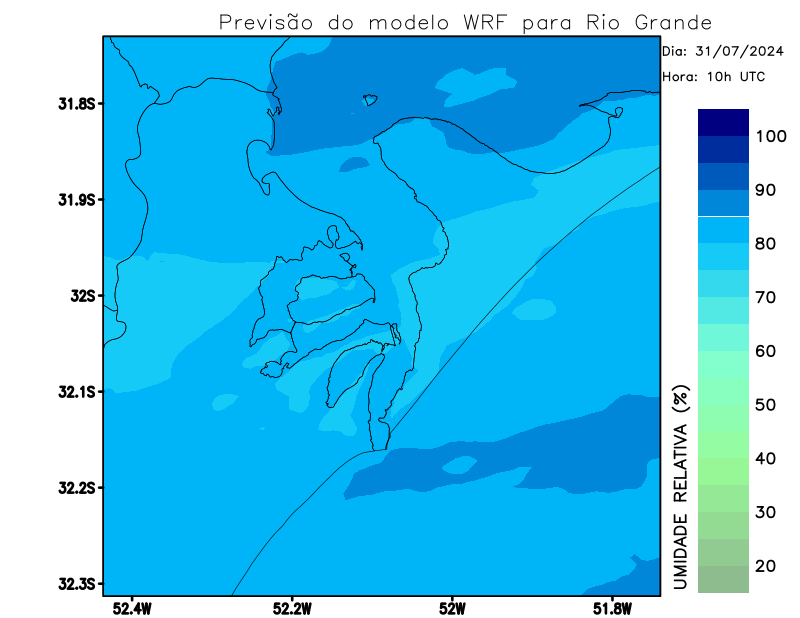 Previsão do modelo WRF para Rio Grande
Dia: 31/07/2024
Hora: 10h UTC
31.8S
31.9S
32S
32.1S
32.2S
32.3S
52.4W
52.2W
52W
51.8W
UMIDADE RELATIVA (%)
100
90
80
70
60
50
40
30
20